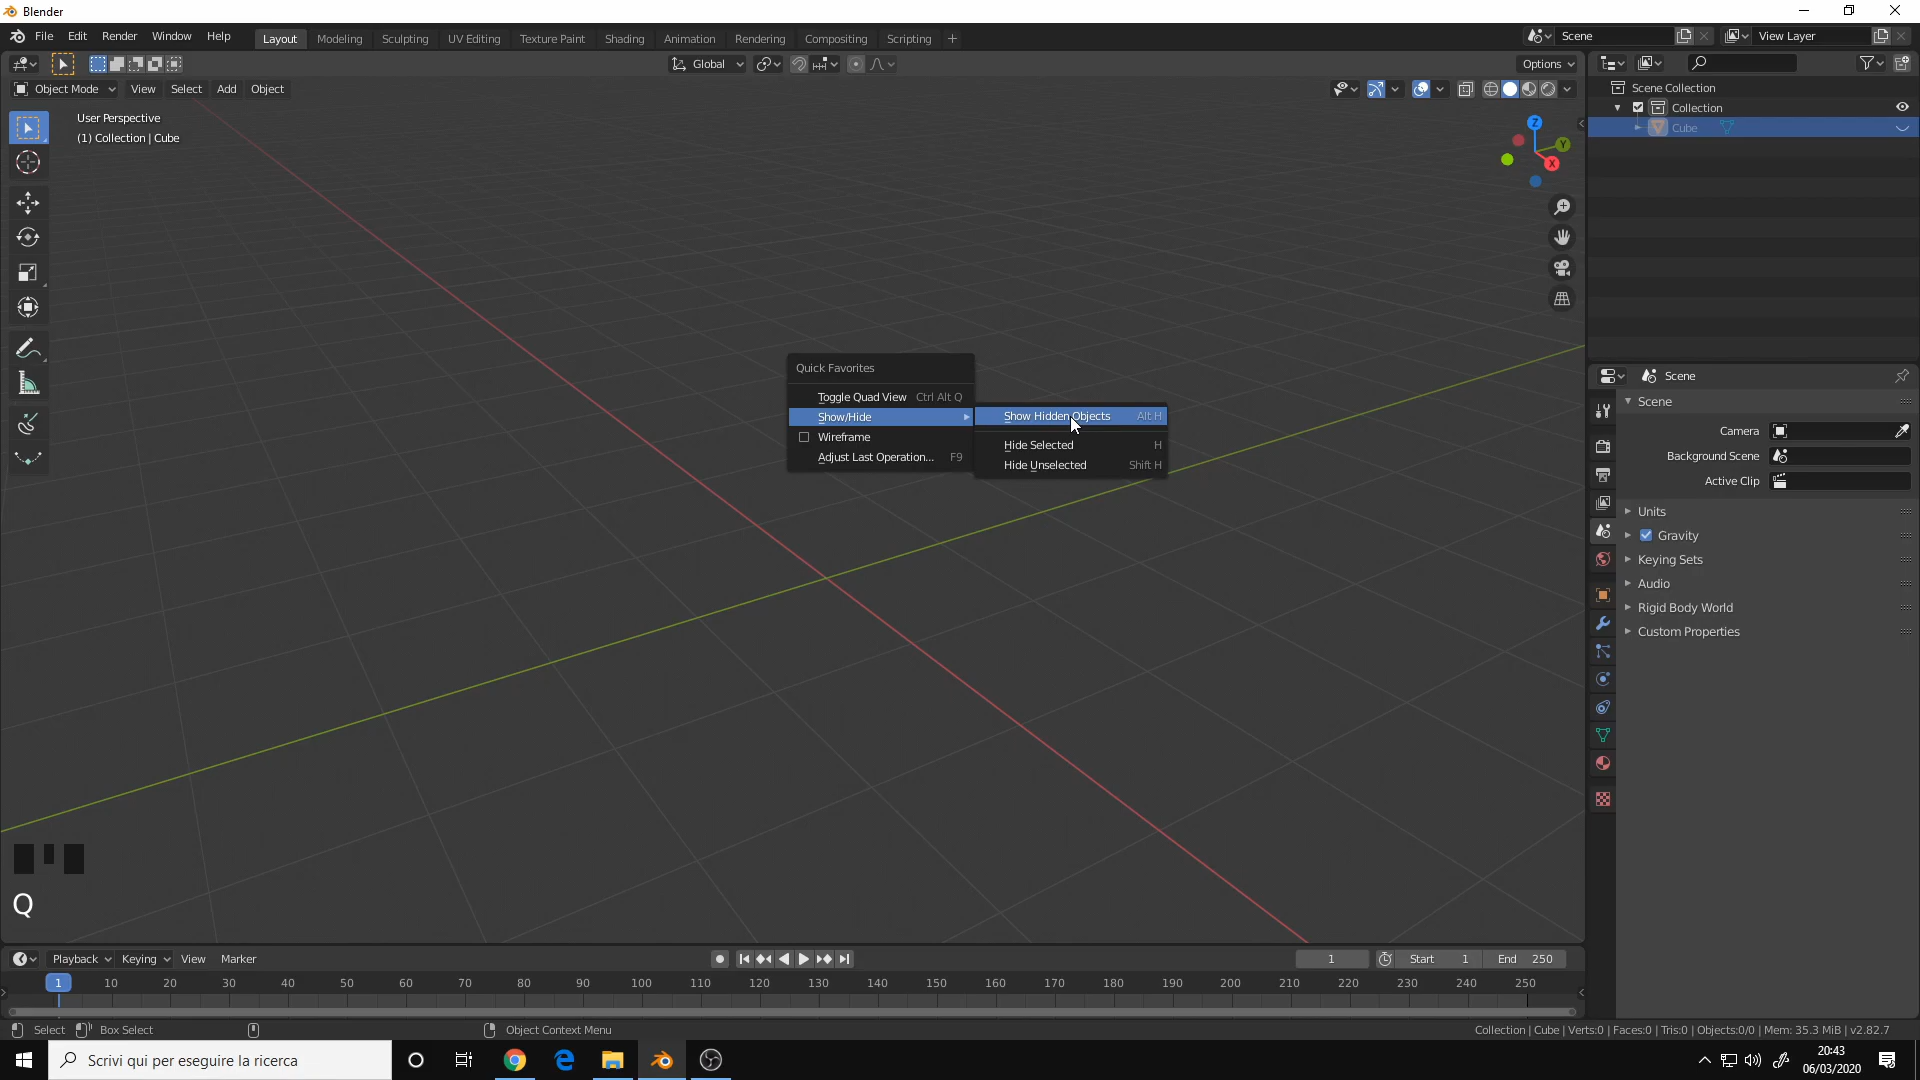 Blender
File Edit Render Window Help Layout Modeling Sculpting UV Editing Texture Paint Shading Animation Rendering Compositing Scripting + Scene View Layer
Global Options
Object Mode View Select Add Object
Scene Collection
Collection
Cube
User Perspective
(1) Collection | Cube
Z
Y
X
Quick Favorites
Toggle Quad View Ctrl Alt Q
Show/Hide
Wireframe
Adjust Last Operation... F9
Show Hidden Objects Alt H
Hide Selected H
Hide Unselected Shift H
Scene
Scene
Camera
Background Scene
Active Clip
Units
Gravity
Keying Sets
Audio
Rigid Body World
Custom Properties
Q
Playback Keying View Marker 1 Start 1 End 250
1 10 20 30 40 50 60 70 80 90 100 110 120 130 140 150 160 170 180 190 200 210 220 230 240 250
Select Box Select Object Context Menu Collection | Cube | Verts:0 | Faces:0 | Tris:0 | Objects:0/0 | Mem: 35.3 MiB | v2.82.7
Scrivi qui per eseguire la ricerca
20:43
06/03/2020